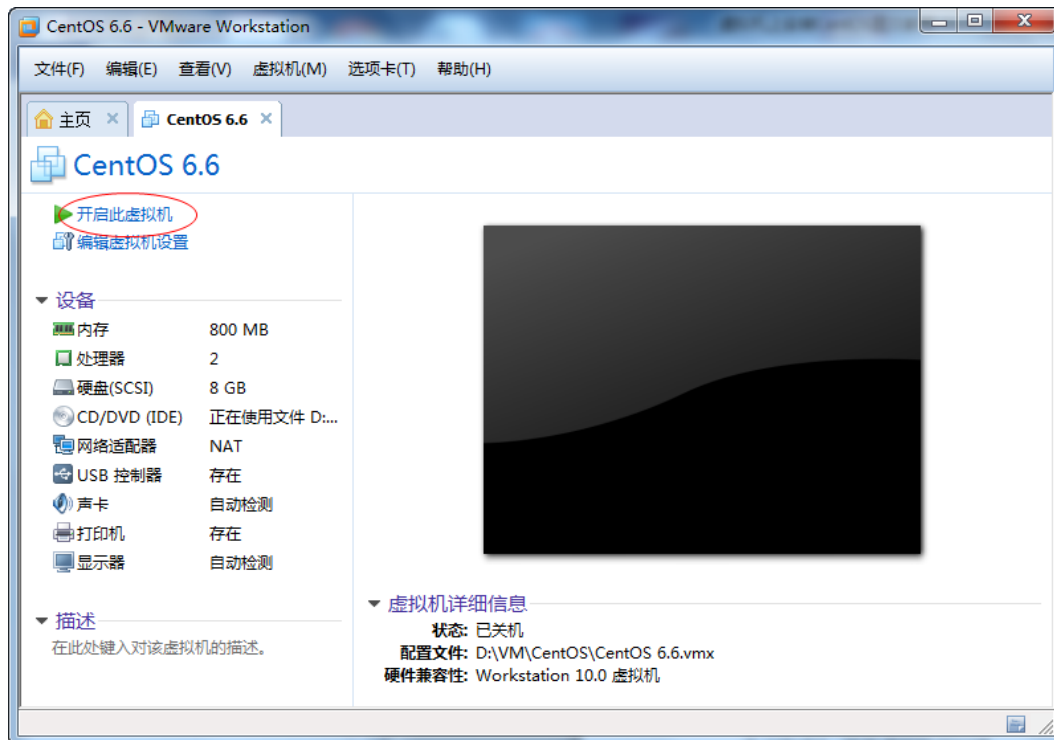 CentOS 6.6 - VMware Workstation
文件(F) 编辑(E) 查看(V) 虚拟机(M) 选项卡(T) 帮助(H)
主页 CentOS 6.6
CentOS 6.6
开启此虚拟机
编辑虚拟机设置
设备
内存 800 MB
处理器 2
硬盘(SCSI) 8 GB
CD/DVD (IDE) 正在使用文件 D:...
网络适配器 NAT
USB 控制器 存在
声卡 自动检测
打印机 存在
显示器 自动检测
描述
在此处键入对该虚拟机的描述。
虚拟机详细信息
状态: 已关机
配置文件: D:\VM\CentOS\CentOS 6.6.vmx
硬件兼容性: Workstation 10.0 虚拟机